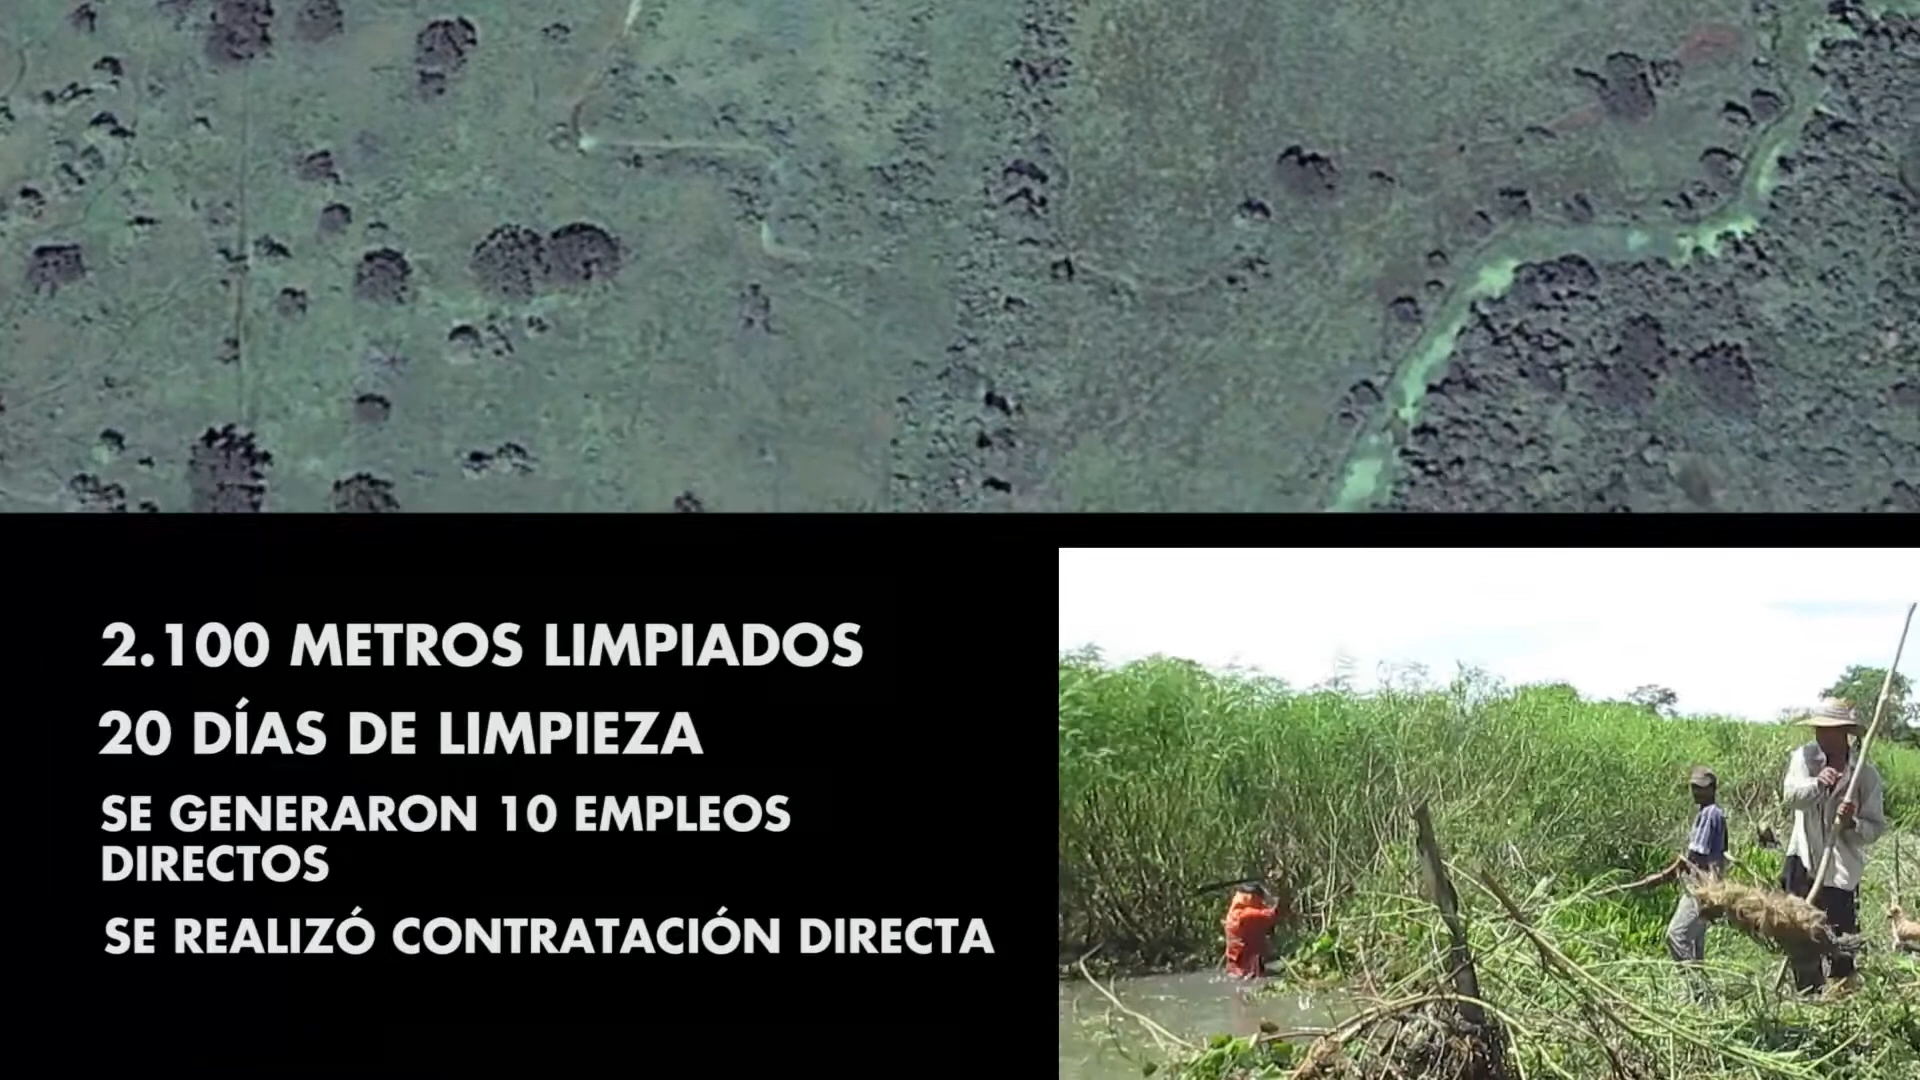 2.100 METROS LIMPIADOS
20 DÍAS DE LIMPIEZA
SE GENERARON 10 EMPLEOS
DIRECTOS
SE REALIZÓ CONTRATACIÓN DIRECTA